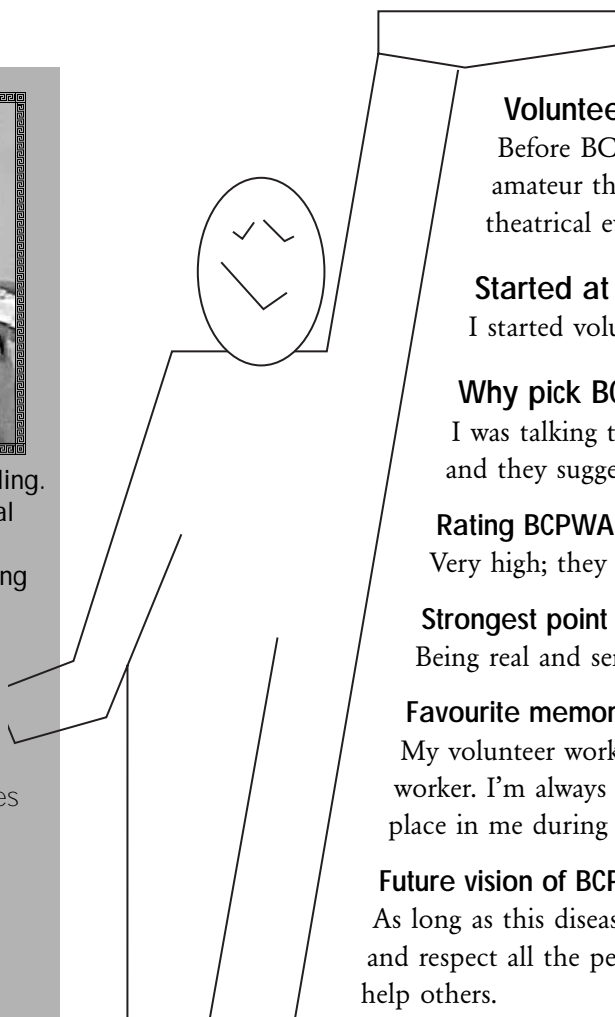 ling.
al
ng
es
Voluntee
Before BC
amateur th
theatrical e
Started at
I started volu
Why pick BC
I was talking t
and they sugge
Rating BCPWA
Very high; they
Strongest point
Being real and se
Favourite memor
My volunteer work
worker. I’m always
place in me during
Future vision of BCP
As long as this diseas
and respect all the pe
help others.